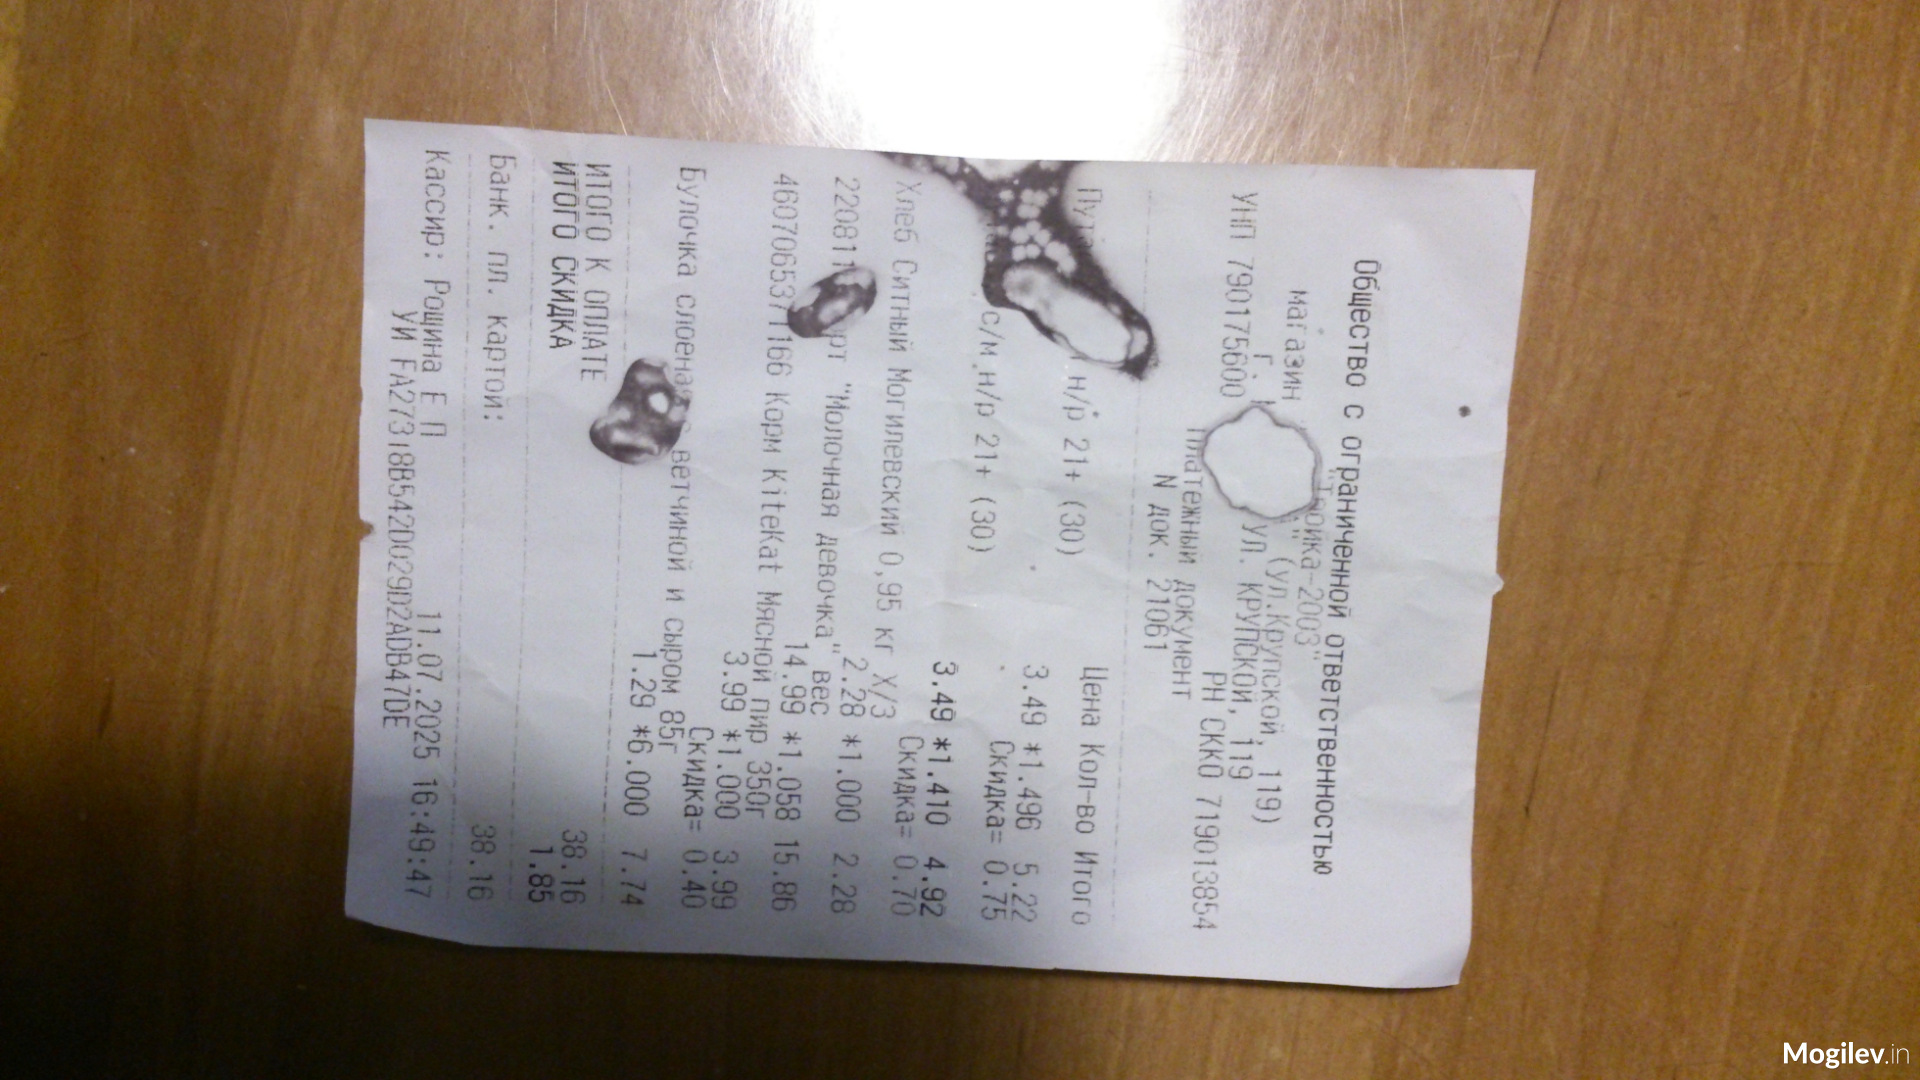 Общество с ограниченной ответственностью
"Тройка-2003"
магазин (ул.Крупской, 119)
г. ул. КРУПСКОЙ, 119
УНП 790175600 РН СККО 719013854
платежный документ
N док. 21061
Цена Кол-во Итого
н/р 21+ (30)
3.49 *1.496 5.22
Скидка= 0.75
с/м н/р 21+ (30)
3.49 *1.410 4.92
Скидка= 0.70
Хлеб Ситный Могилевский 0,95 кг Х/З
2.28 *1.000 2.28
220811 "Молочная девочка" вес
14.99 *1.058 15.86
4607065371166 Корм KiteKat Мясной пир 350г
3.99 *1.000 3.99
Скидка= 0.40
Булочка слоеная с ветчиной и сыром 85г
1.29 *6.000 7.74
ИТОГО К ОПЛАТЕ 38.16
ИТОГО СКИДКА 1.85
Банк. пл. картой: 38.16
Кассир: Рощина Е П 11.07.2025 16:49:47
УИ FA27318B542D029D2ADB47DE
Mogilev.in